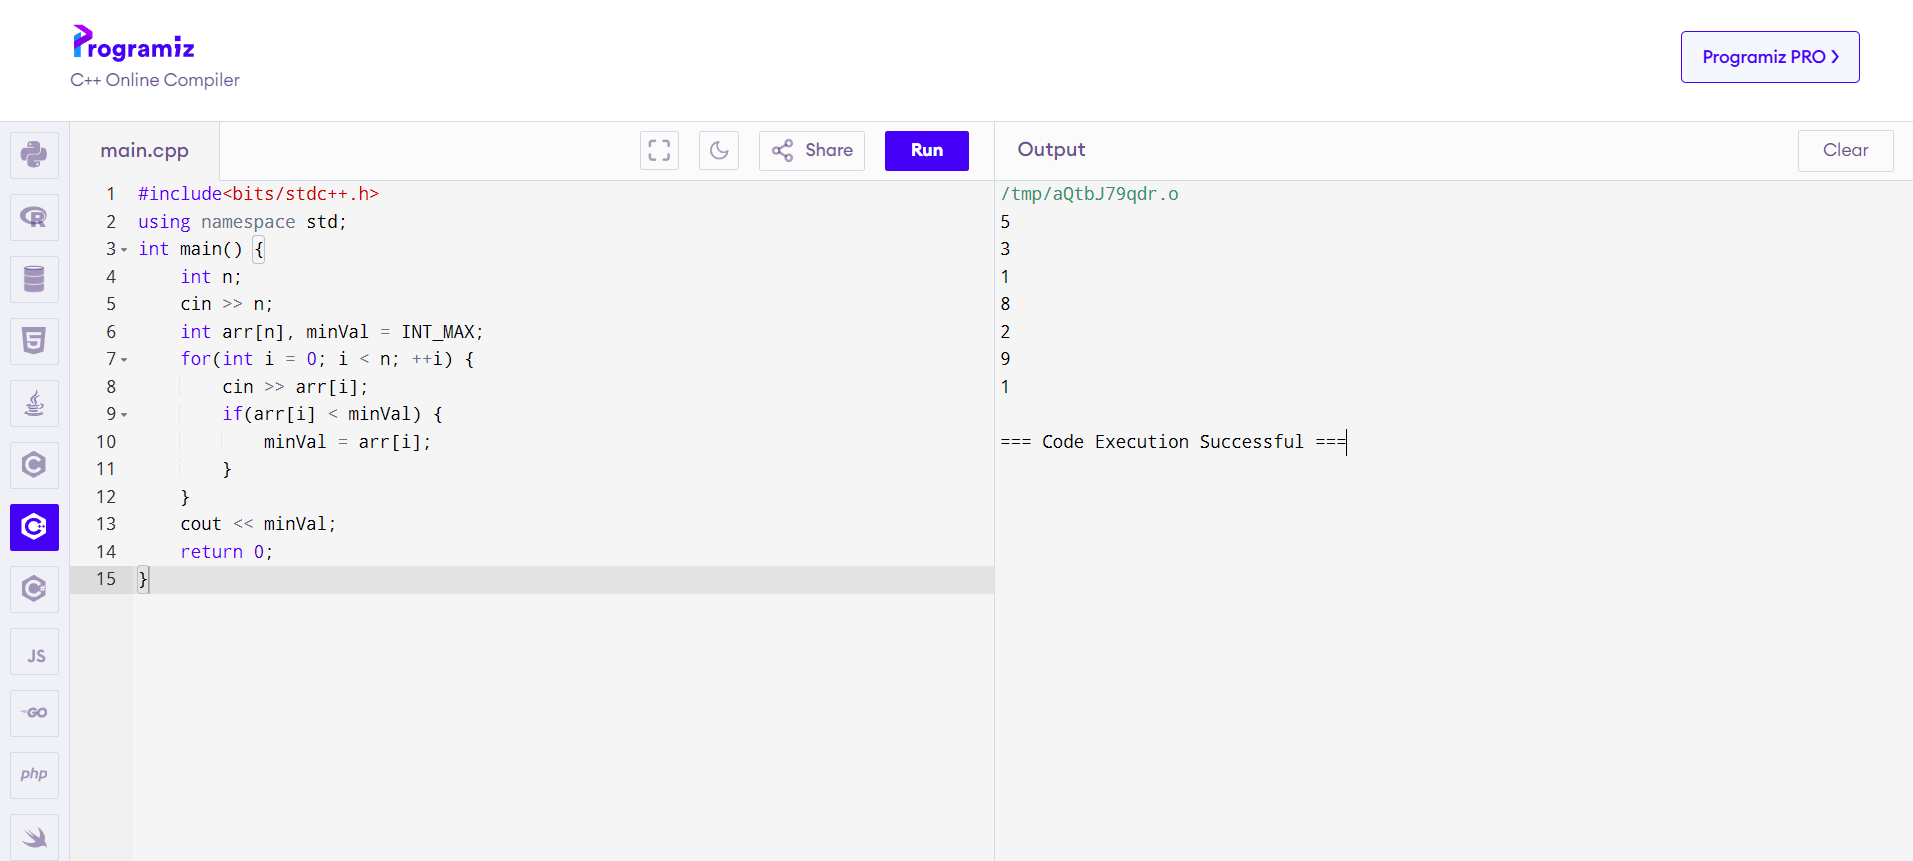 Programiz
C++ Online Compiler
Programiz PRO >
main.cpp
Share
Run
Output
Clear
1 #include<bits/stdc++.h>
2 using namespace std;
3 int main() {
4     int n;
5     cin >> n;
6     int arr[n], minVal = INT_MAX;
7     for(int i = 0; i < n; ++i) {
8         cin >> arr[i];
9         if(arr[i] < minVal) {
10             minVal = arr[i];
11         }
12     }
13     cout << minVal;
14     return 0;
15 }
/tmp/aQtbJ79qdr.o
5
3
1
8
2
9
1
=== Code Execution Successful ===
R
5
C
C++
C#
JS
GO
php